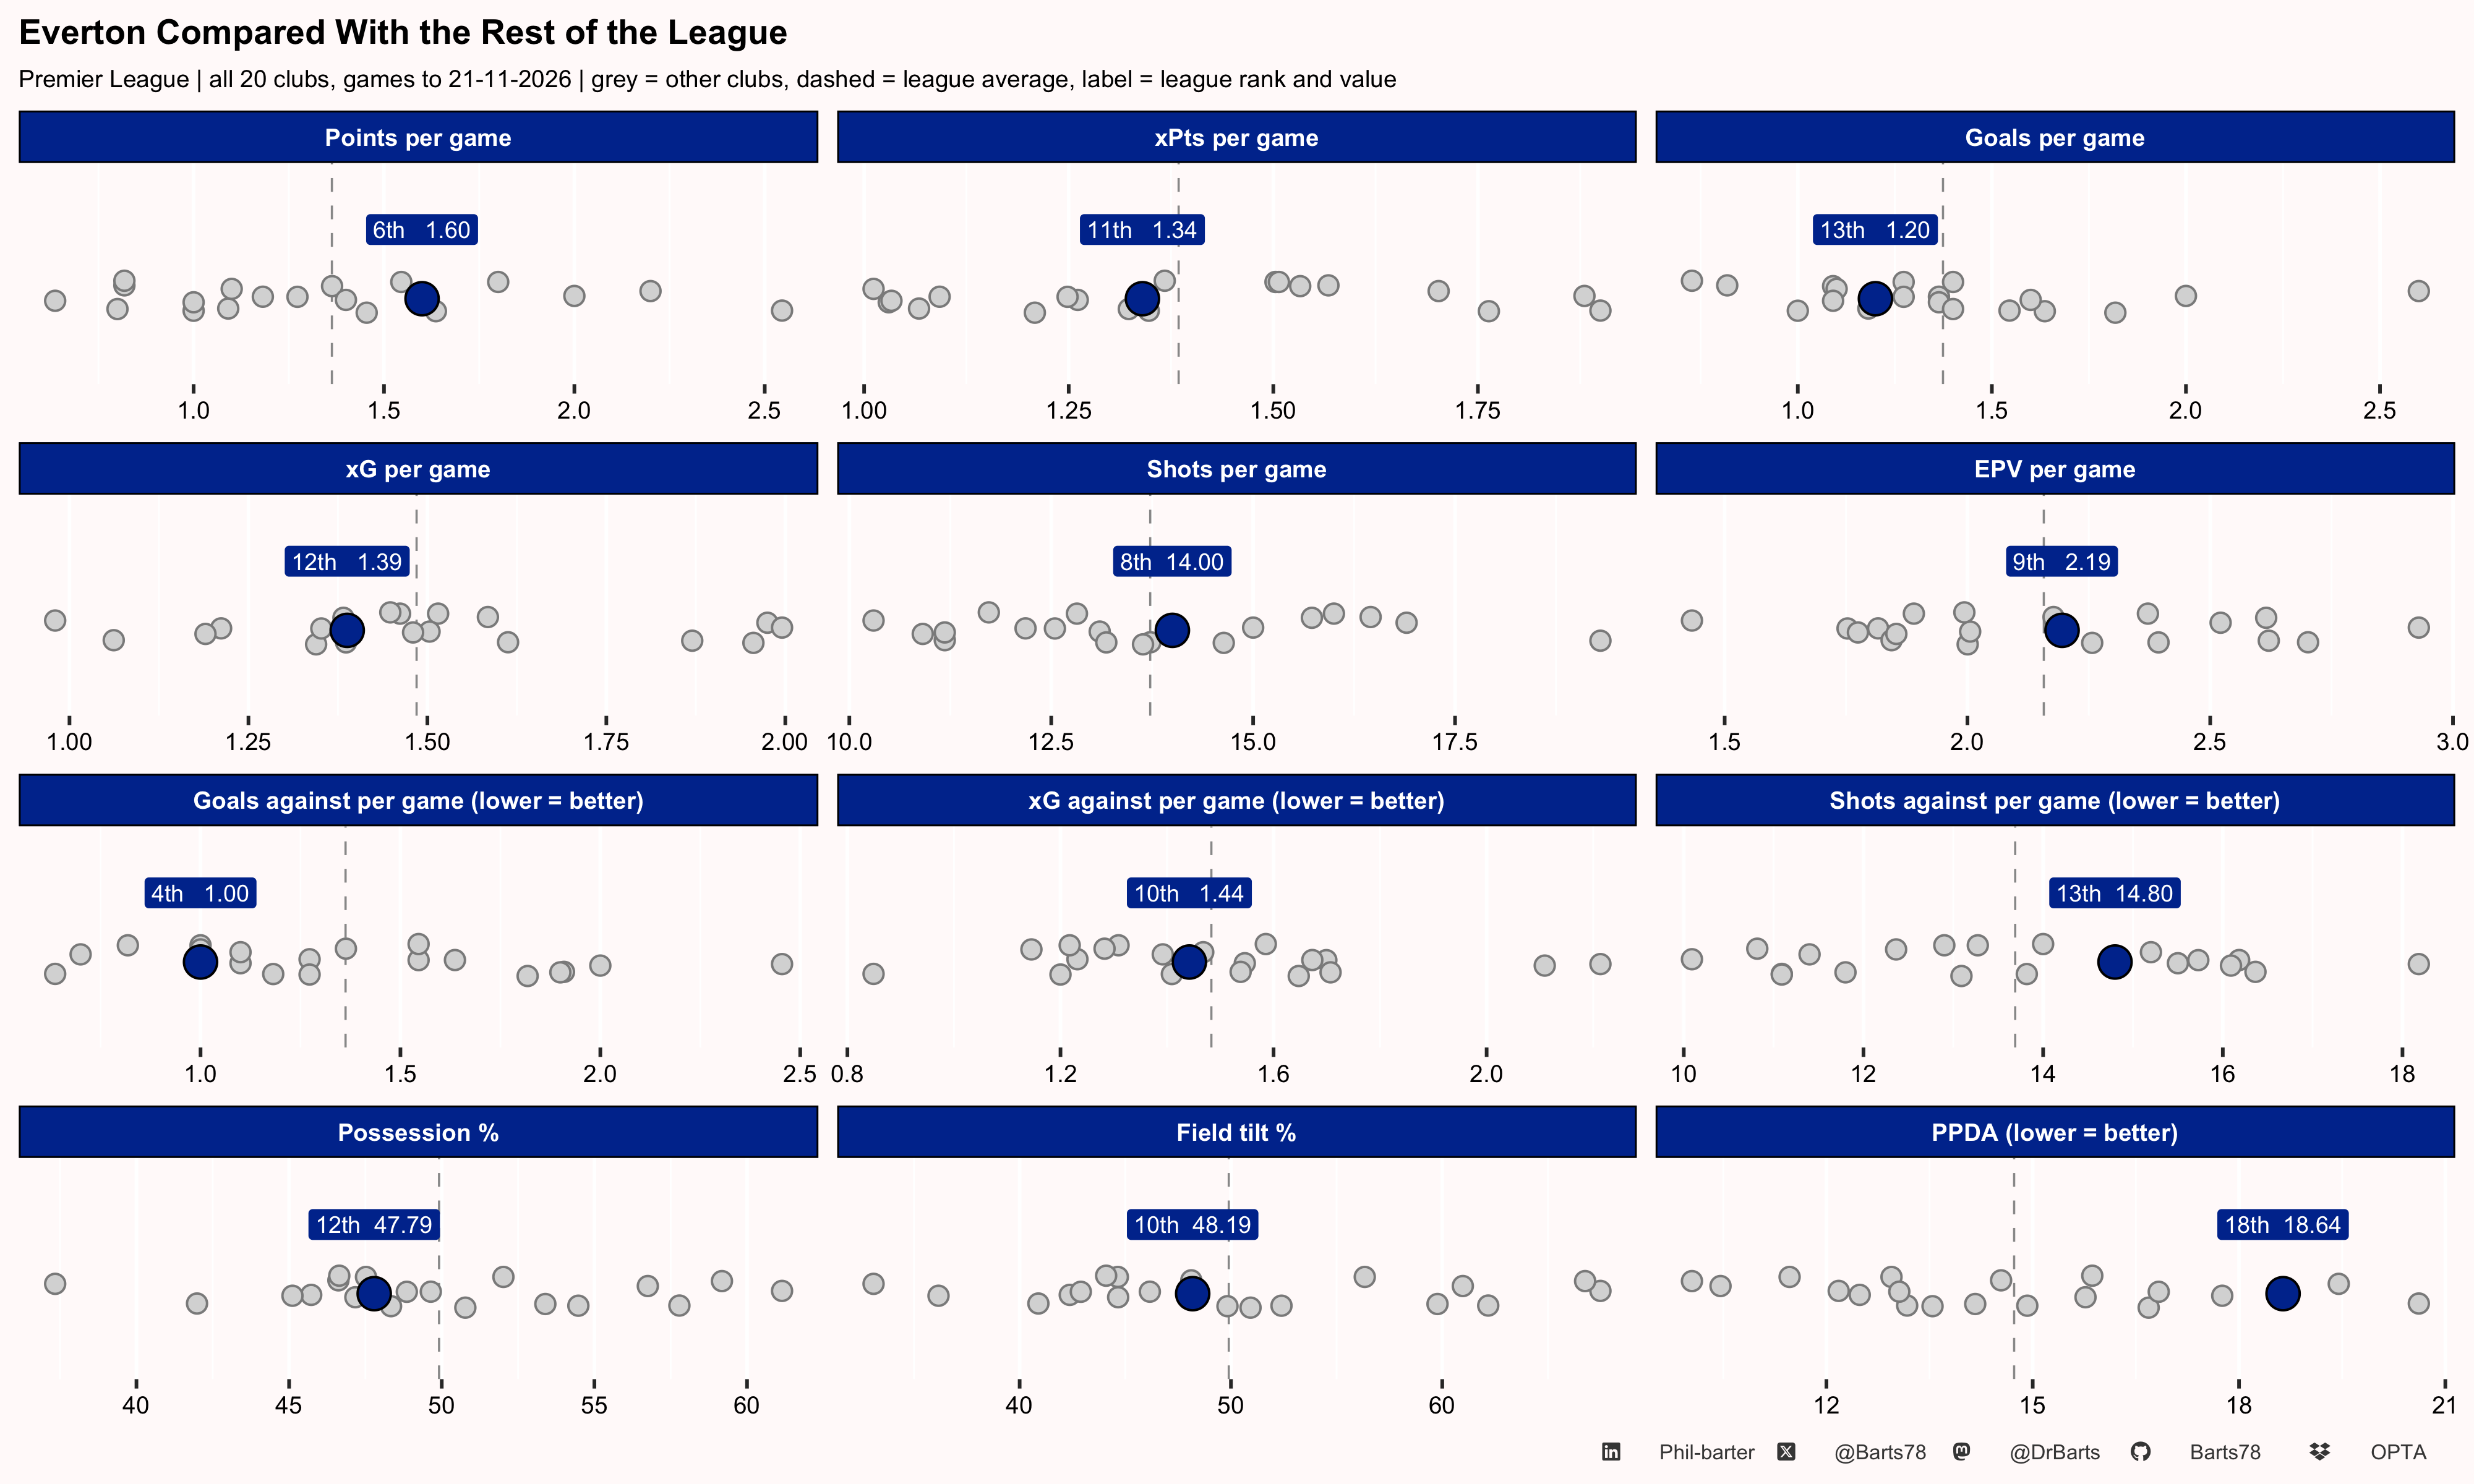 Everton Compared With the Rest of the League
Premier League | all 20 clubs, games to 21-11-2026 | grey = other clubs, dashed = league average, label = league rank and value
Points per game
xPts per game
Goals per game
6th 1.60
11th 1.34
13th 1.20
1.0 1.5 2.0 2.5
1.00 1.25 1.50 1.75
1.0 1.5 2.0 2.5
xG per game
Shots per game
EPV per game
12th 1.39
8th 14.00
9th 2.19
1.00 1.25 1.50 1.75 2.00
10.0 12.5 15.0 17.5
1.5 2.0 2.5 3.0
Goals against per game (lower = better)
xG against per game (lower = better)
Shots against per game (lower = better)
4th 1.00
10th 1.44
13th 14.80
1.0 1.5 2.0 2.5
0.8 1.2 1.6 2.0
10 12 14 16 18
Possession %
Field tilt %
PPDA (lower = better)
12th 47.79
10th 48.19
18th 18.64
40 45 50 55 60
40 50 60
12 15 18 21
Phil-barter @Barts78 @DrBarts Barts78 OPTA